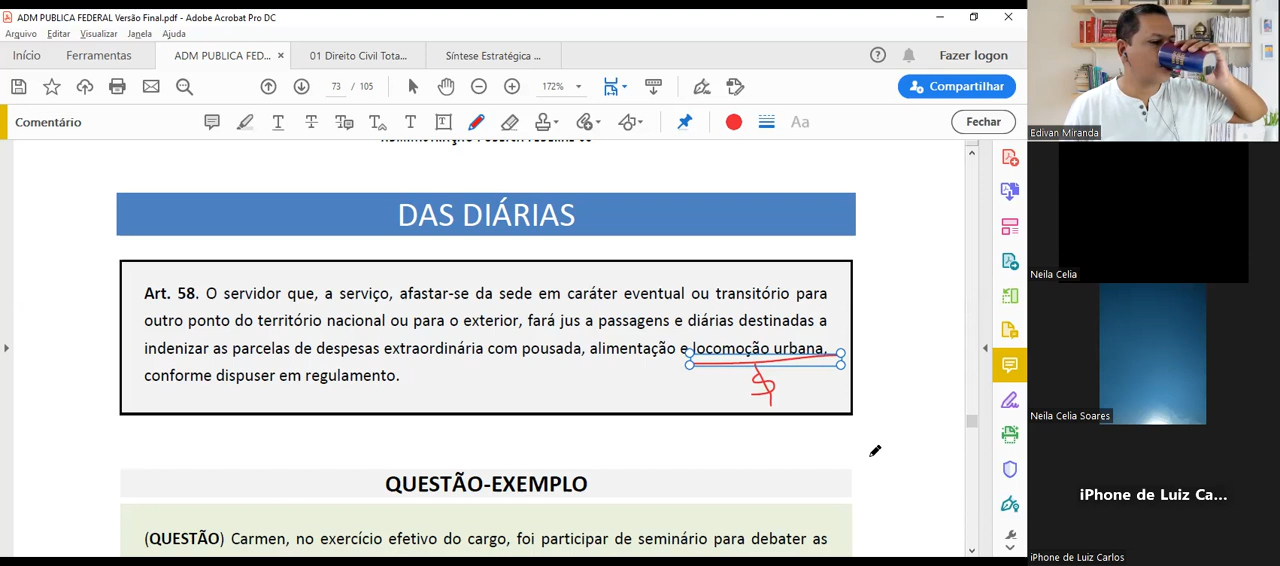 ADM PUBLICA FEDERAL Versão Final.pdf - Adobe Acrobat Pro DC
Arquivo Editar Visualizar Janela Ajuda
Início Ferramentas ADM PUBLICA FED... × 01 Direito Civil Tota... Síntese Estratégica ... Fazer logon
73 / 105 172% Compartilhar
Comentário Aa Fechar
DAS DIÁRIAS
Art. 58. O servidor que, a serviço, afastar-se da sede em caráter eventual ou transitório para
outro ponto do território nacional ou para o exterior, fará jus a passagens e diárias destinadas a
indenizar as parcelas de despesas extraordinária com pousada, alimentação e locomoção urbana,
conforme dispuser em regulamento.
$
QUESTÃO-EXEMPLO
(QUESTÃO) Carmen, no exercício efetivo do cargo, foi participar de seminário para debater as
Edivan Miranda
Neila Celia
Neila Celia Soares
iPhone de Luiz Ca...
iPhone de Luiz Carlos